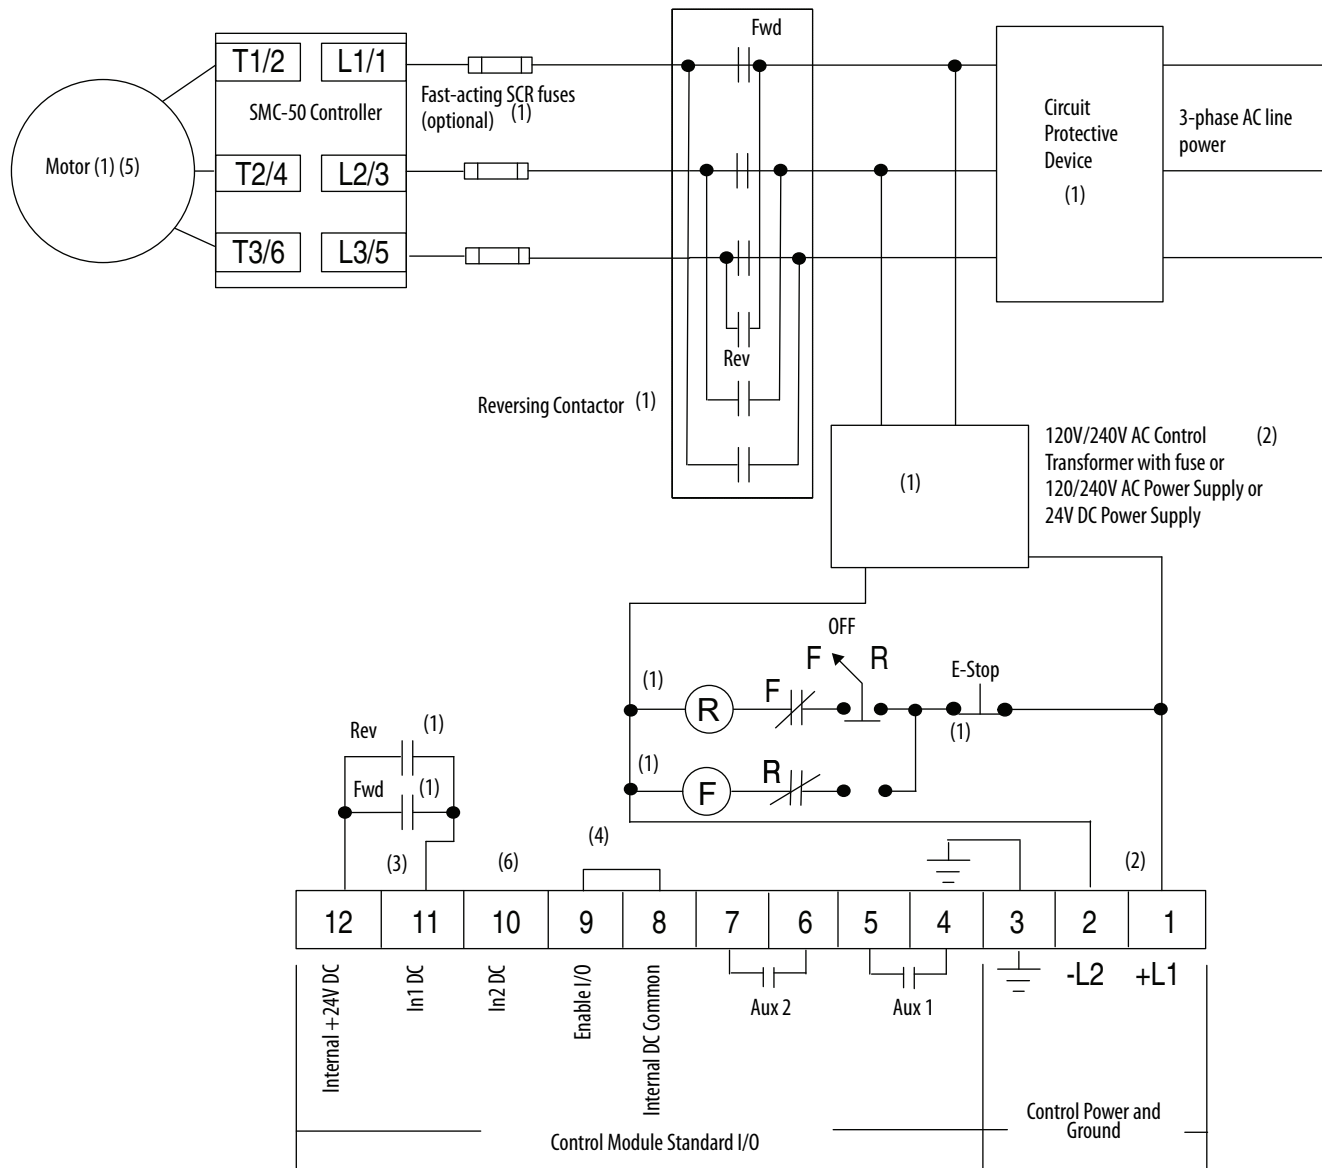 Fwd
T1/2 L1/1
SMC-50 Controller
Fast-acting SCR fuses
(optional) (1)
Circuit
Protective
Device
(1)
3-phase AC line
power
Motor (1) (5)
T2/4 L2/3
T3/6 L3/5
Rev
Reversing Contactor (1)
(1)
120V/240V AC Control (2)
Transformer with fuse or
120/240V AC Power Supply or
24V DC Power Supply
OFF
F R
E-Stop
(1)
R
F
(1)
(1)
F
R
Rev (1)
Fwd (1)
(3)
(6)
(4)
(2)
12 11 10 9 8 7 6 5 4 3 2 1
Internal +24V DC
In1 DC
In2 DC
Enable I/O
Internal DC Common
Aux 2
Aux 1
-L2
+L1
Control Module Standard I/O
Control Power and
Ground